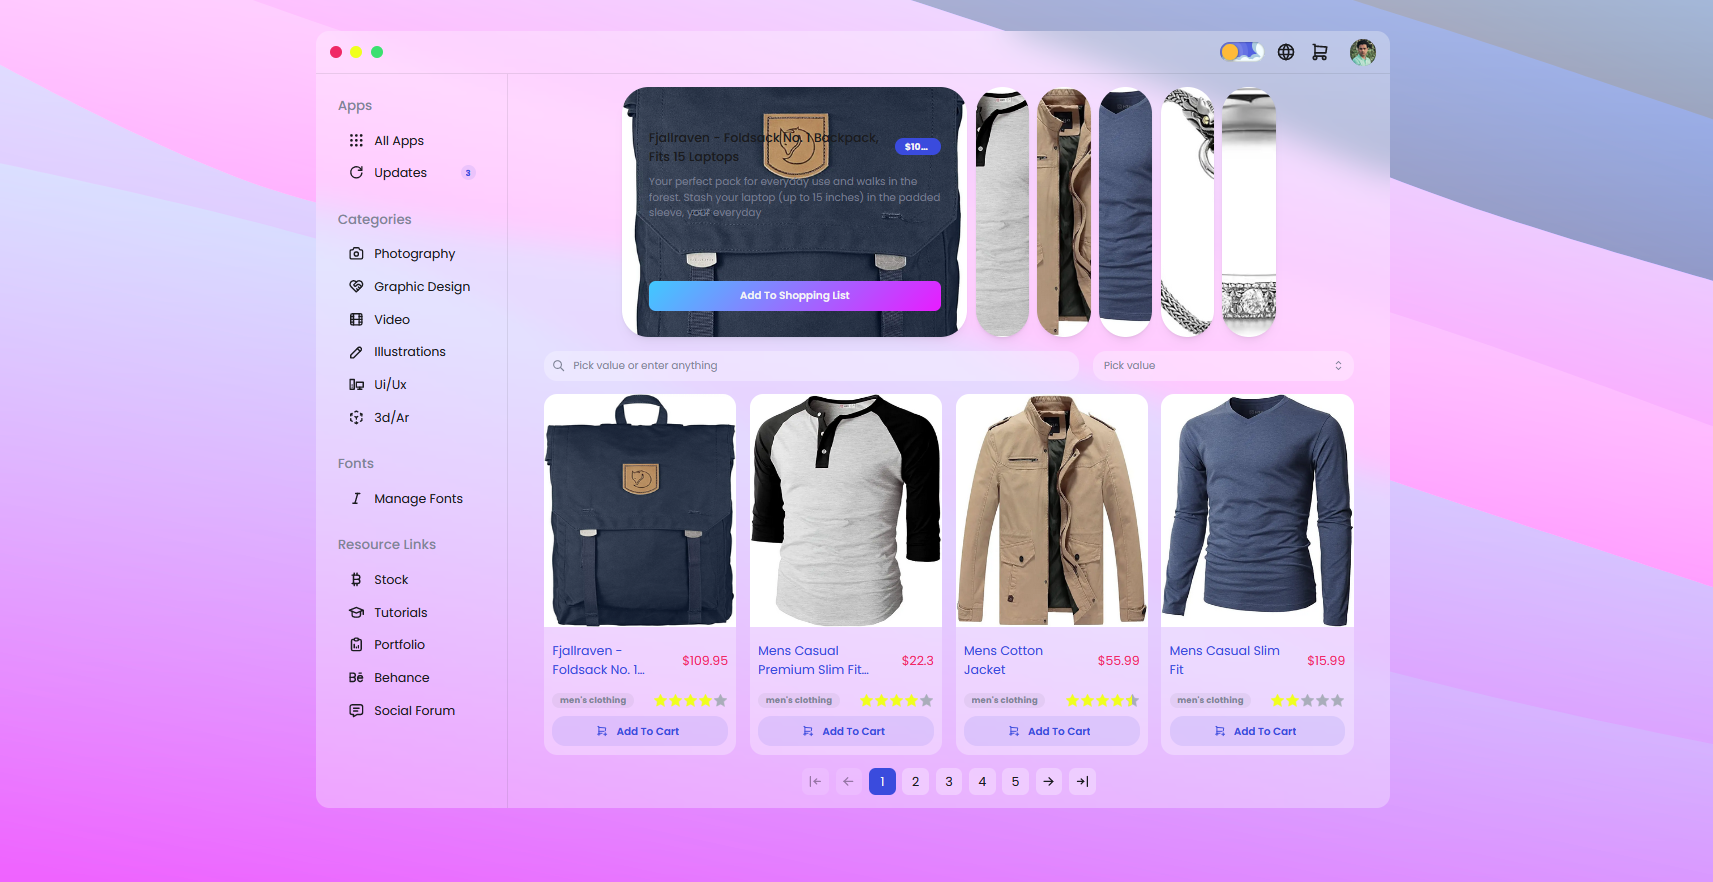 Apps
All Apps
Updates
3
Categories
Photography
Graphic Design
Video
Illustrations
Ui/Ux
3d/Ar
Fonts
Manage Fonts
Resource Links
Stock
Tutorials
Portfolio
Behance
Social Forum
Fjallraven - Foldsack No. 1 Backpack,
Fits 15 Laptops
$10...
Your perfect pack for everyday use and walks in the
forest. Stash your laptop (up to 15 inches) in the padded
sleeve, your everyday
Add To Shopping List
Pick value or enter anything
Pick value
Fjallraven -
Foldsack No. 1...
$109.95
men's clothing
Add To Cart
Mens Casual
Premium Slim Fit...
$22.3
men's clothing
Add To Cart
Mens Cotton
Jacket
$55.99
men's clothing
Add To Cart
Mens Casual Slim
Fit
$15.99
men's clothing
Add To Cart
1 2 3 4 5